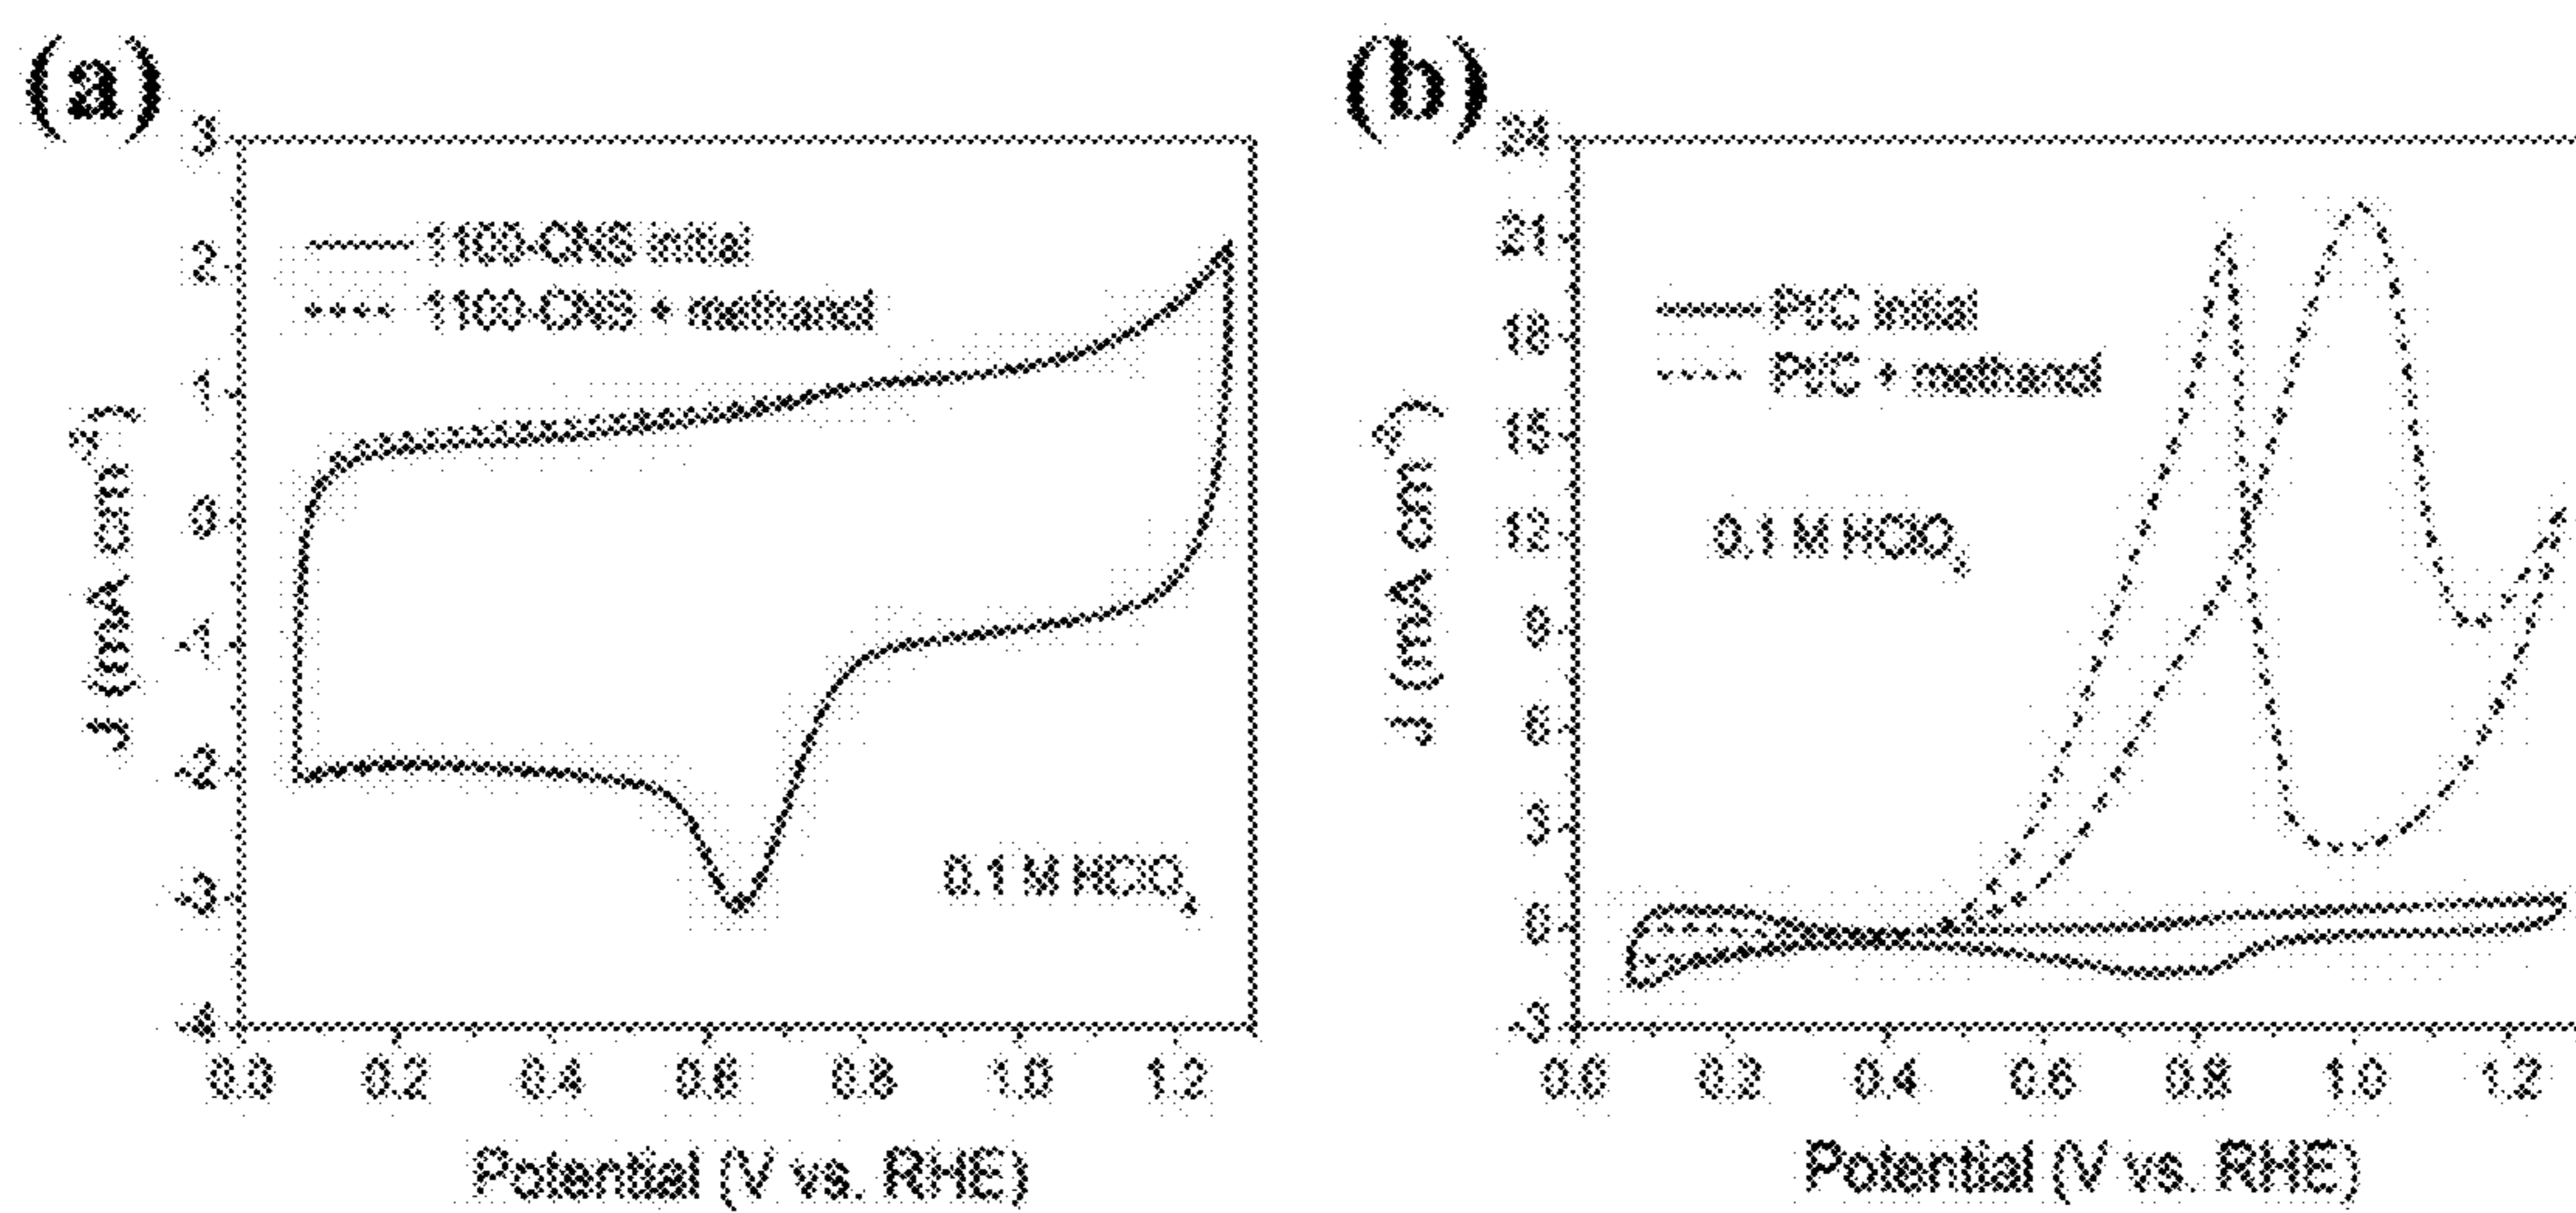 (a)
3
2
1
0
-1
-2
-3
-4
J (mA cm-2)
1100-CNS initial
1100-CNS + methanol
0.1 M HClO4
0.0 0.2 0.4 0.6 0.8 1.0 1.2
Potential (V vs. RHE)
(b)
24
21
18
15
12
9
6
3
0
-3
J (mA cm-2)
Pt/C initial
Pt/C + methanol
0.1 M HClO4
0.0 0.2 0.4 0.6 0.8 1.0 1.2
Potential (V vs. RHE)